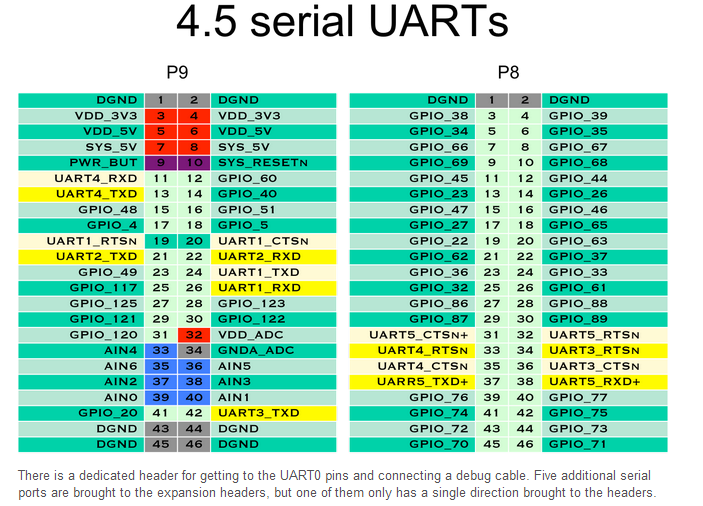 4.5 serial UARTs
P9 P8
DGND 1 2 DGND DGND 1 2 DGND
VDD_3V3 3 4 VDD_3V3 GPIO_38 3 4 GPIO_39
VDD_5V 5 6 VDD_5V GPIO_34 5 6 GPIO_35
SYS_5V 7 8 SYS_5V GPIO_66 7 8 GPIO_67
PWR_BUT 9 10 SYS_RESETN GPIO_69 9 10 GPIO_68
UART4_RXD 11 12 GPIO_60 GPIO_45 11 12 GPIO_44
UART4_TXD 13 14 GPIO_40 GPIO_23 13 14 GPIO_26
GPIO_48 15 16 GPIO_51 GPIO_47 15 16 GPIO_46
GPIO_4 17 18 GPIO_5 GPIO_27 17 18 GPIO_65
UART1_RTSN 19 20 UART1_CTSN GPIO_22 19 20 GPIO_63
UART2_TXD 21 22 UART2_RXD GPIO_62 21 22 GPIO_37
GPIO_49 23 24 UART1_TXD GPIO_36 23 24 GPIO_33
GPIO_117 25 26 UART1_RXD GPIO_32 25 26 GPIO_61
GPIO_125 27 28 GPIO_123 GPIO_86 27 28 GPIO_88
GPIO_121 29 30 GPIO_122 GPIO_87 29 30 GPIO_89
GPIO_120 31 32 VDD_ADC UART5_CTSN+ 31 32 UART5_RTSN
AIN4 33 34 GNDA_ADC UART4_RTSN 33 34 UART3_RTSN
AIN6 35 36 AIN5 UART4_CTSN 35 36 UART3_CTSN
AIN2 37 38 AIN3 UARR5_TXD+ 37 38 UART5_RXD+
AIN0 39 40 AIN1 GPIO_76 39 40 GPIO_77
GPIO_20 41 42 UART3_TXD GPIO_74 41 42 GPIO_75
DGND 43 44 DGND GPIO_72 43 44 GPIO_73
DGND 45 46 DGND GPIO_70 45 46 GPIO_71
There is a dedicated header for getting to the UART0 pins and connecting a debug cable. Five additional serial
ports are brought to the expansion headers, but one of them only has a single direction brought to the headers.